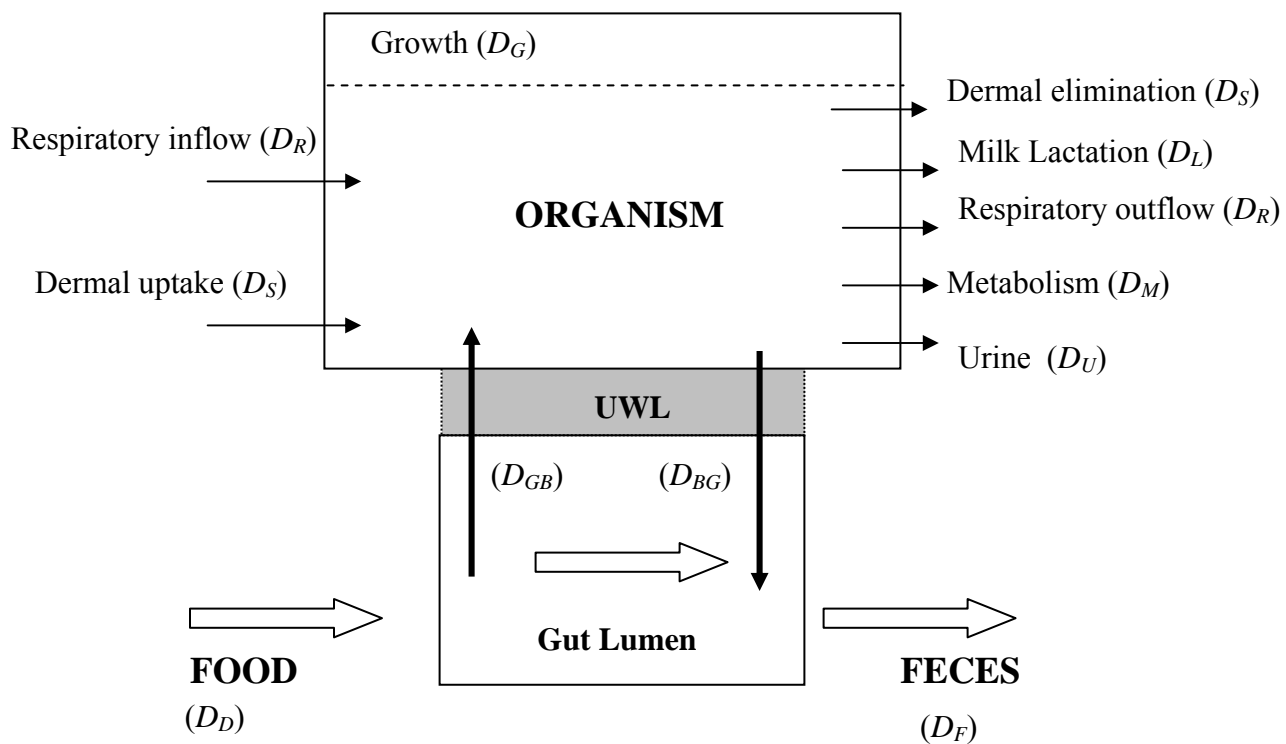 Growth (D_G)
Dermal elimination (D_S)
Respiratory inflow (D_R)
Milk Lactation (D_L)
ORGANISM
Respiratory outflow (D_R)
Dermal uptake (D_S)
Metabolism (D_M)
Urine (D_U)
UWL
(D_GB)
(D_BG)
Gut Lumen
FOOD
(D_D)
FECES
(D_F)